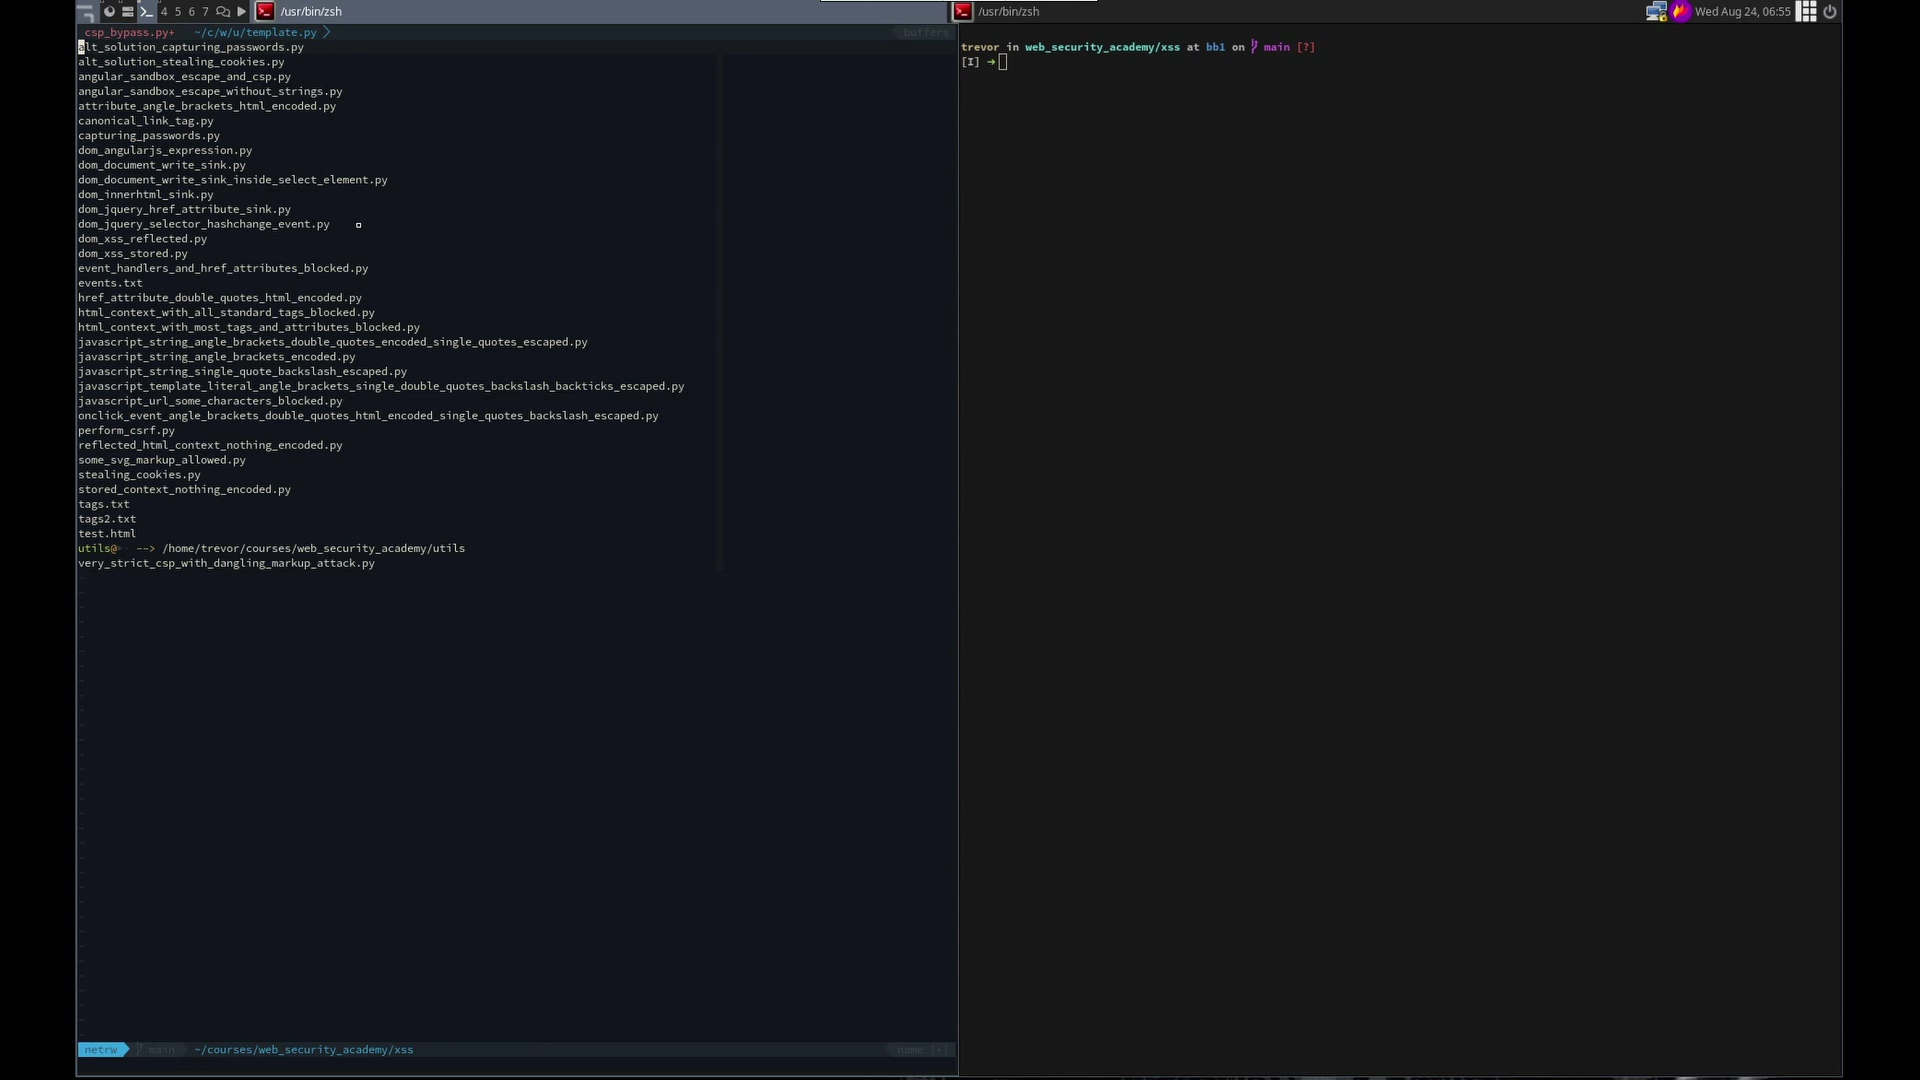 4 5 6 7 /usr/bin/zsh
/usr/bin/zsh
Wed Aug 24, 06:55
csp_bypass.py+ ~/c/w/u/template.py buffers
alt_solution_capturing_passwords.py
alt_solution_stealing_cookies.py
angular_sandbox_escape_and_csp.py
angular_sandbox_escape_without_strings.py
attribute_angle_brackets_html_encoded.py
canonical_link_tag.py
capturing_passwords.py
dom_angularjs_expression.py
dom_document_write_sink.py
dom_document_write_sink_inside_select_element.py
dom_innerhtml_sink.py
dom_jquery_href_attribute_sink.py
dom_jquery_selector_hashchange_event.py
dom_xss_reflected.py
dom_xss_stored.py
event_handlers_and_href_attributes_blocked.py
events.txt
href_attribute_double_quotes_html_encoded.py
html_context_with_all_standard_tags_blocked.py
html_context_with_most_tags_and_attributes_blocked.py
javascript_string_angle_brackets_double_quotes_encoded_single_quotes_escaped.py
javascript_string_angle_brackets_encoded.py
javascript_string_single_quote_backslash_escaped.py
javascript_template_literal_angle_brackets_single_double_quotes_backslash_backticks_escaped.py
javascript_url_some_characters_blocked.py
onclick_event_angle_brackets_double_quotes_html_encoded_single_quotes_backslash_escaped.py
perform_csrf.py
reflected_html_context_nothing_encoded.py
some_svg_markup_allowed.py
stealing_cookies.py
stored_context_nothing_encoded.py
tags.txt
tags2.txt
test.html
utils@ --> /home/trevor/courses/web_security_academy/utils
very_strict_csp_with_dangling_markup_attack.py
netrw main ~/courses/web_security_academy/xss name [+]
trevor in web_security_academy/xss at bb1 on main [?]
[I] →